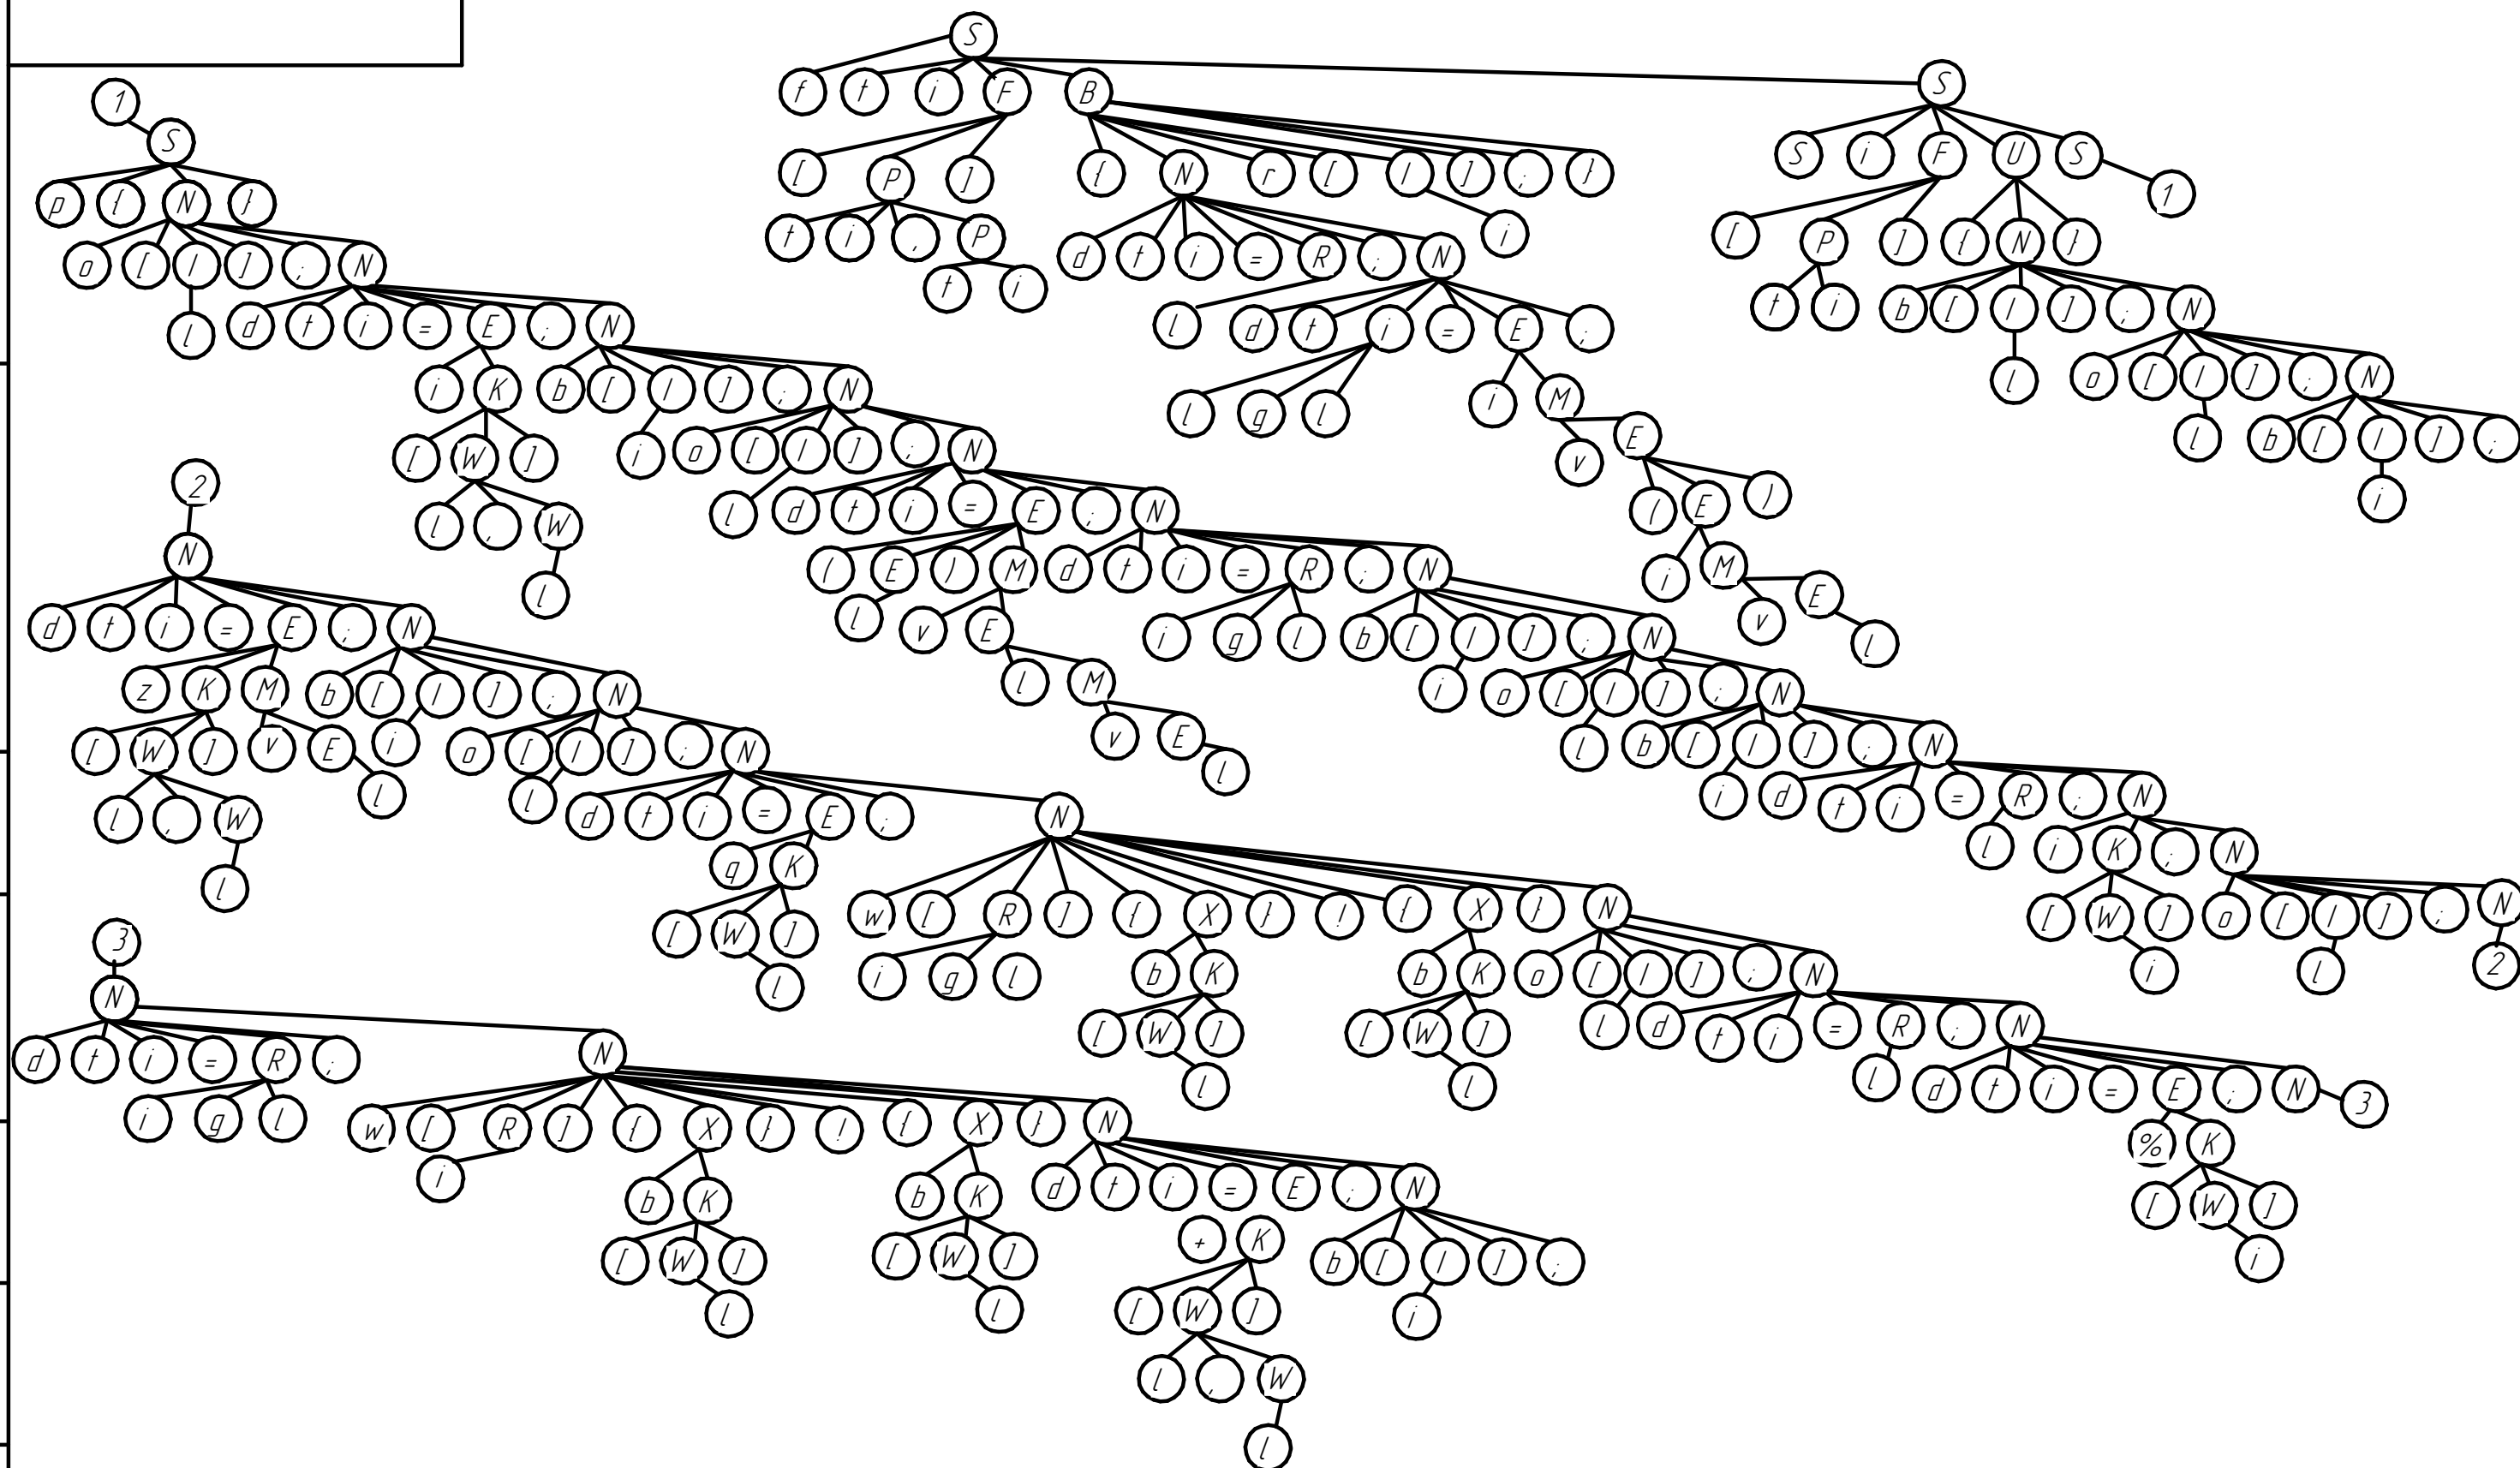 S
f t i F B S
1
S
S i F U S
[ P ] { N r [ I ] ; } 1
p { N }
t i , P d t i = R ; N i [ P ] { N }
o [ I ] ; N
t i t i b [ I ] ; N
l d t i = E ; N l d t i = E ;
i K b [ I ] ; N l o [ I ] ; N
l g l i M
[ W ] i o [ I ] ; N v E l b [ I ] ;
2
l , W l d t i = E ; N ( E ) i
N
l ( E ) M d t i = R ; N i M
d t i = E ; N l v E i g l b [ I ] ; N v E
l
z K M b [ I ] ; N l M i o [ I ] ; N
[ W ] v E i o [ I ] ; N v E l b [ I ] ; N
l , W l l d t i = E ; N l i d t i = R ; N
l q K l i K ; N
w [ R ] { X } ! { X } N [ W ] o [ I ] ; N
3
[ W ] l i g l b K b K o [ I ] ; N i l 2
N
d t i = R ; N [ W ] [ W ] l d t i = R ; N
i g l w [ R ] { X } ! { X } N l l l d t i = E ; N 3
i b K b K d t i = E ; N % K
[ W ] [ W ] + K b [ I ] ; [ W ]
l l [ W ] i i
l , W
l